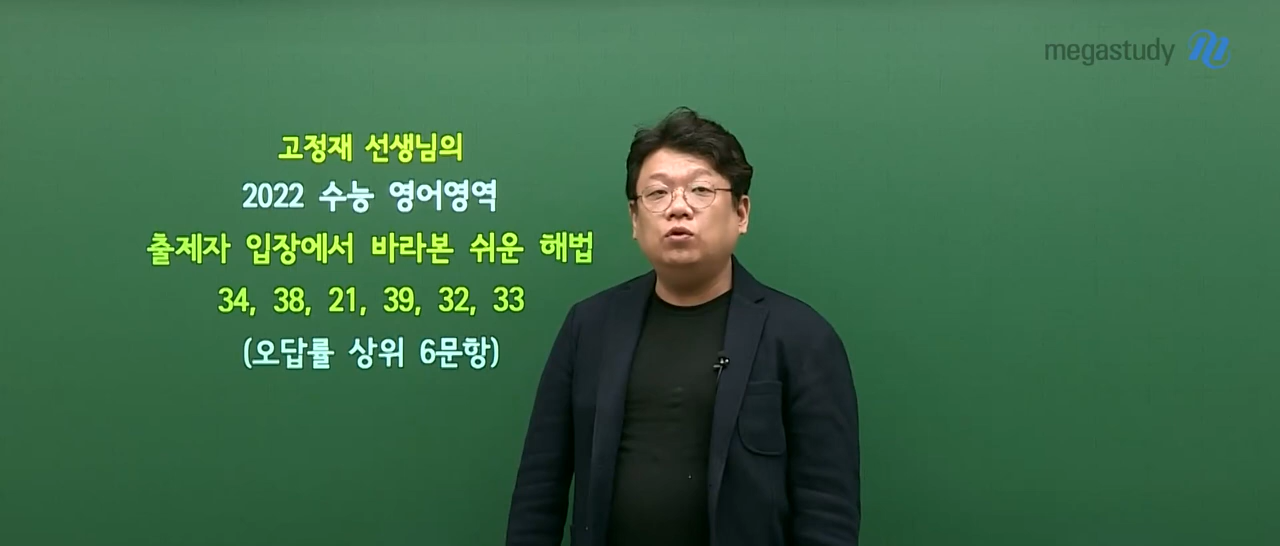 megastudy
고정재 선생님의
2022 수능 영어영역
출제자 입장에서 바라본 쉬운 해법
34, 38, 21, 39, 32, 33
(오답률 상위 6문항)